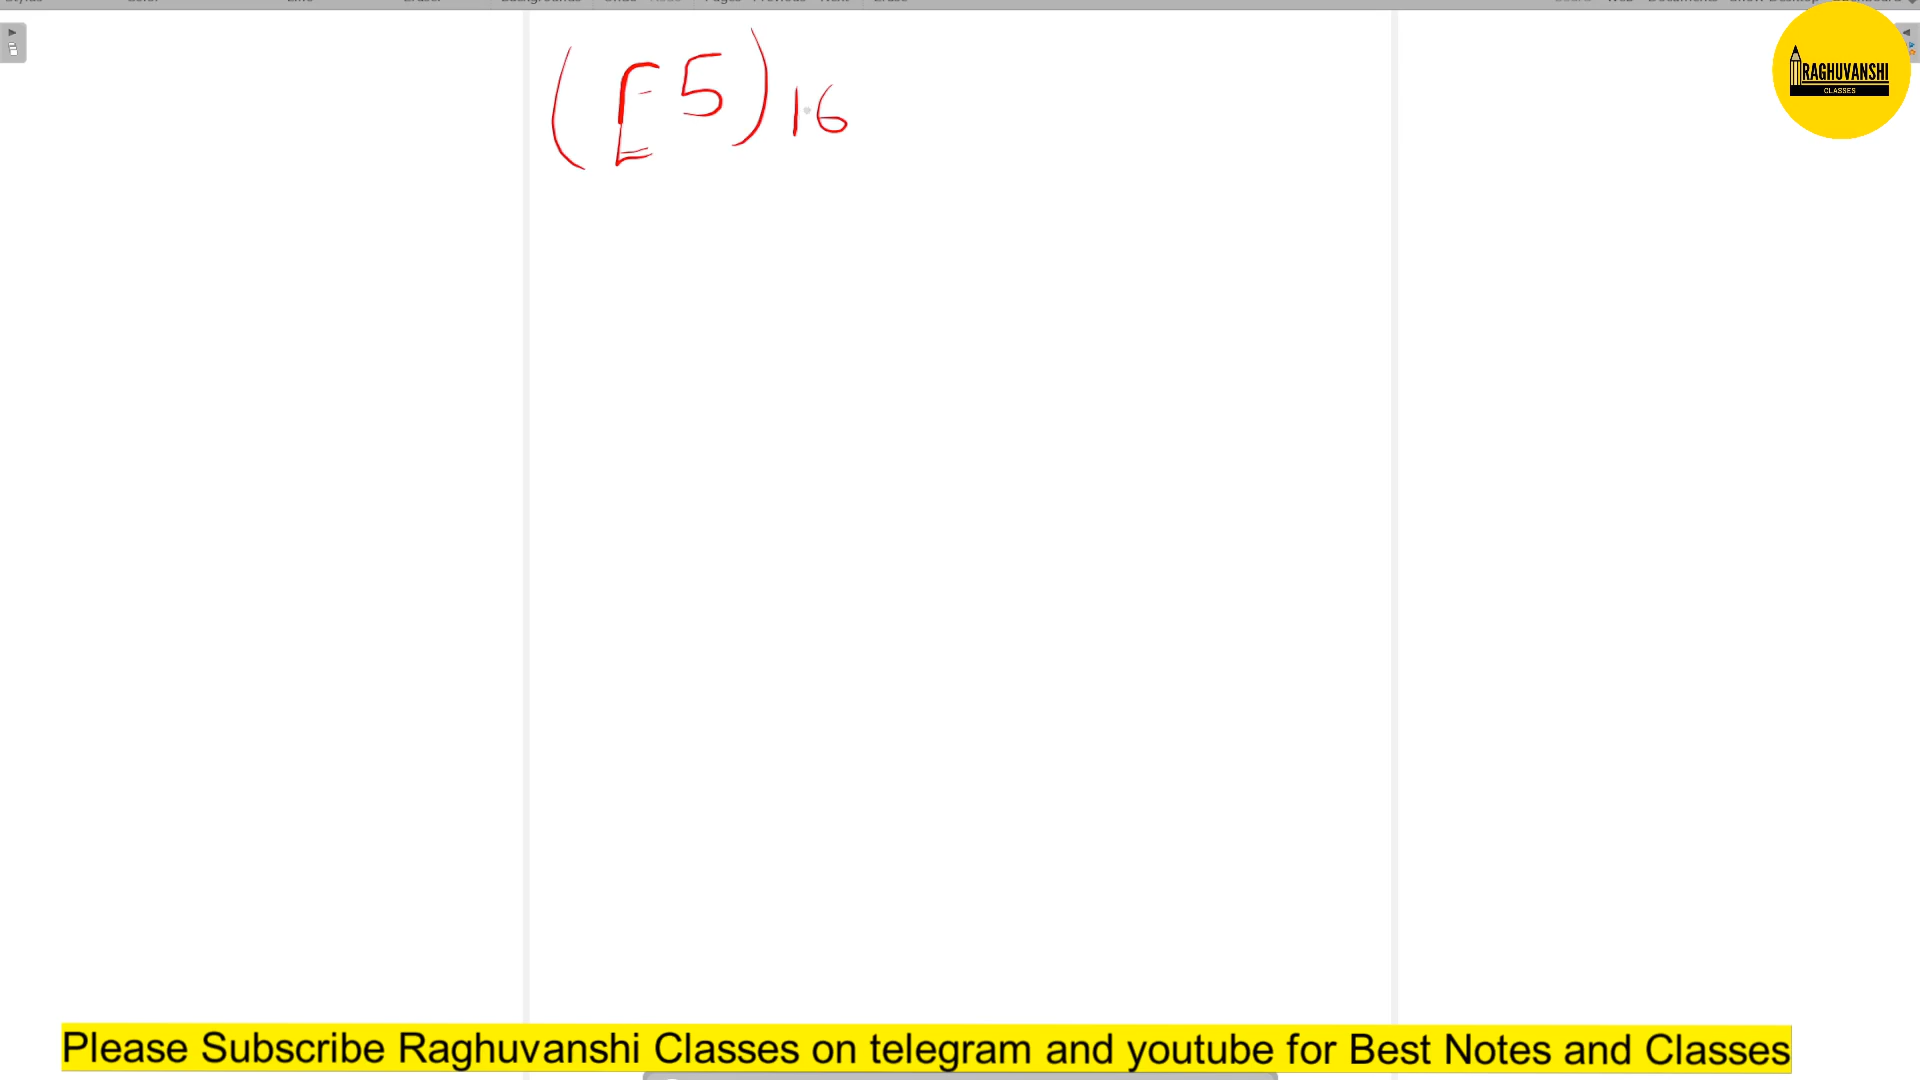 (E5)16
RAGHUVANSHI
CLASSES
Please Subscribe Raghuvanshi Classes on telegram and youtube for Best Notes and Classes